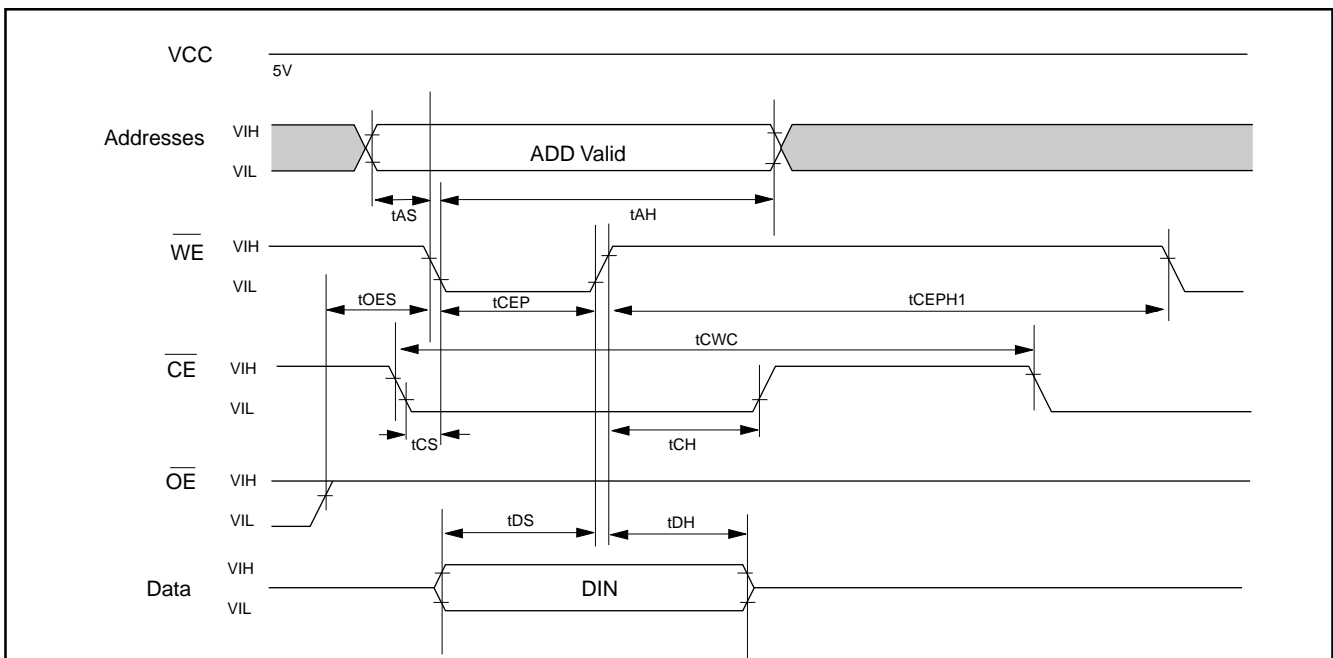 VCC
5V
Addresses
VIH
VIL
ADD Valid
tAS
tAH
WE
VIH
VIL
tOES
tCEP
tCEPH1
tCWC
CE
VIH
VIL
tCS
tCH
OE
VIH
VIL
tDS
tDH
Data
VIH
VIL
DIN